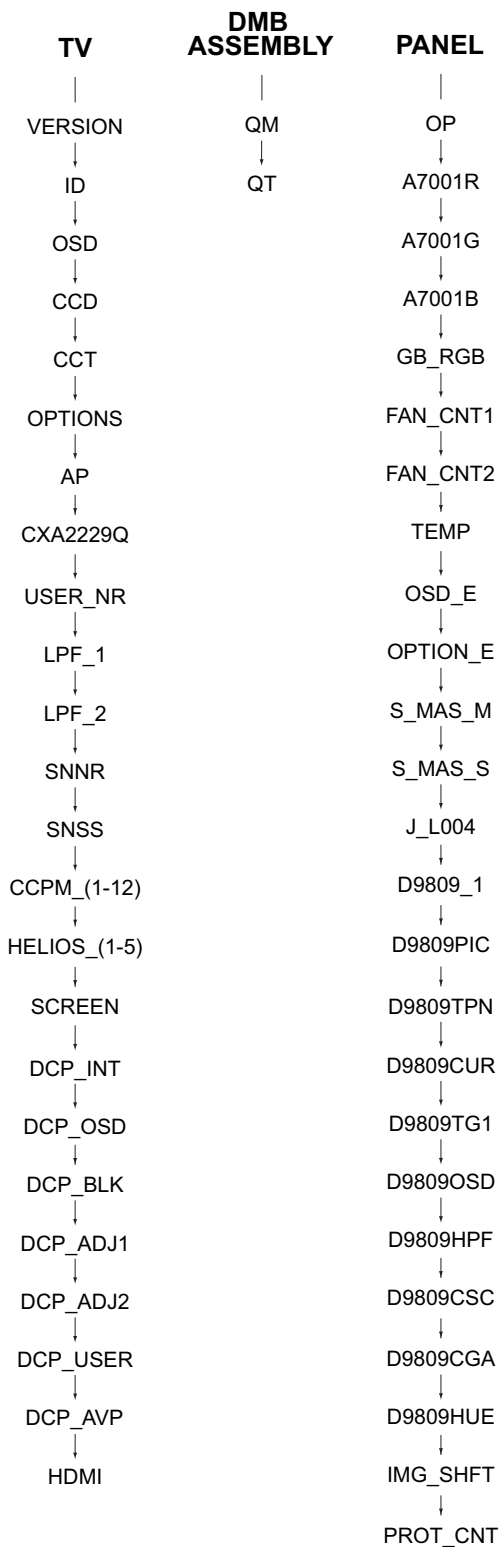 TV
VERSION
ID
OSD
CCD
CCT
OPTIONS
AP
CXA2229Q
USER_NR
LPF_1
LPF_2
SNNR
SNSS
CCPM_(1-12)
HELIOS_(1-5)
SCREEN
DCP_INT
DCP_OSD
DCP_BLK
DCP_ADJ1
DCP_ADJ2
DCP_USER
DCP_AVP
HDMI
DMB
ASSEMBLY
QM
QT
PANEL
OP
A7001R
A7001G
A7001B
GB_RGB
FAN_CNT1
FAN_CNT2
TEMP
OSD_E
OPTION_E
S_MAS_M
S_MAS_S
J_L004
D9809_1
D9809PIC
D9809TPN
D9809CUR
D9809TG1
D9809OSD
D9809HPF
D9809CSC
D9809CGA
D9809HUE
IMG_SHFT
PROT_CNT